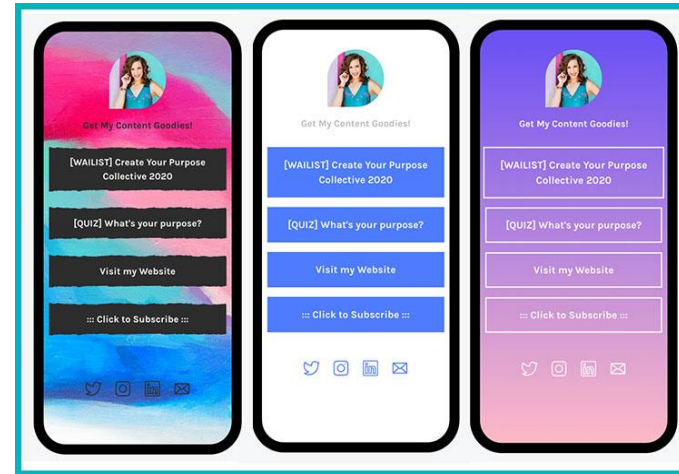 Get My Content Goodies!
[WAILIST] Create Your Purpose
Collective 2020
[QUIZ] What's your purpose?
Visit my Website
::: Click to Subscribe :::
in
Get My Content Goodies!
[WAILIST] Create Your Purpose
Collective 2020
[QUIZ] What's your purpose?
Visit my Website
::: Click to Subscribe :::
in
Get My Content Goodies!
[WAILIST] Create Your Purpose
Collective 2020
[QUIZ] What's your purpose?
Visit my Website
::: Click to Subscribe :::
in